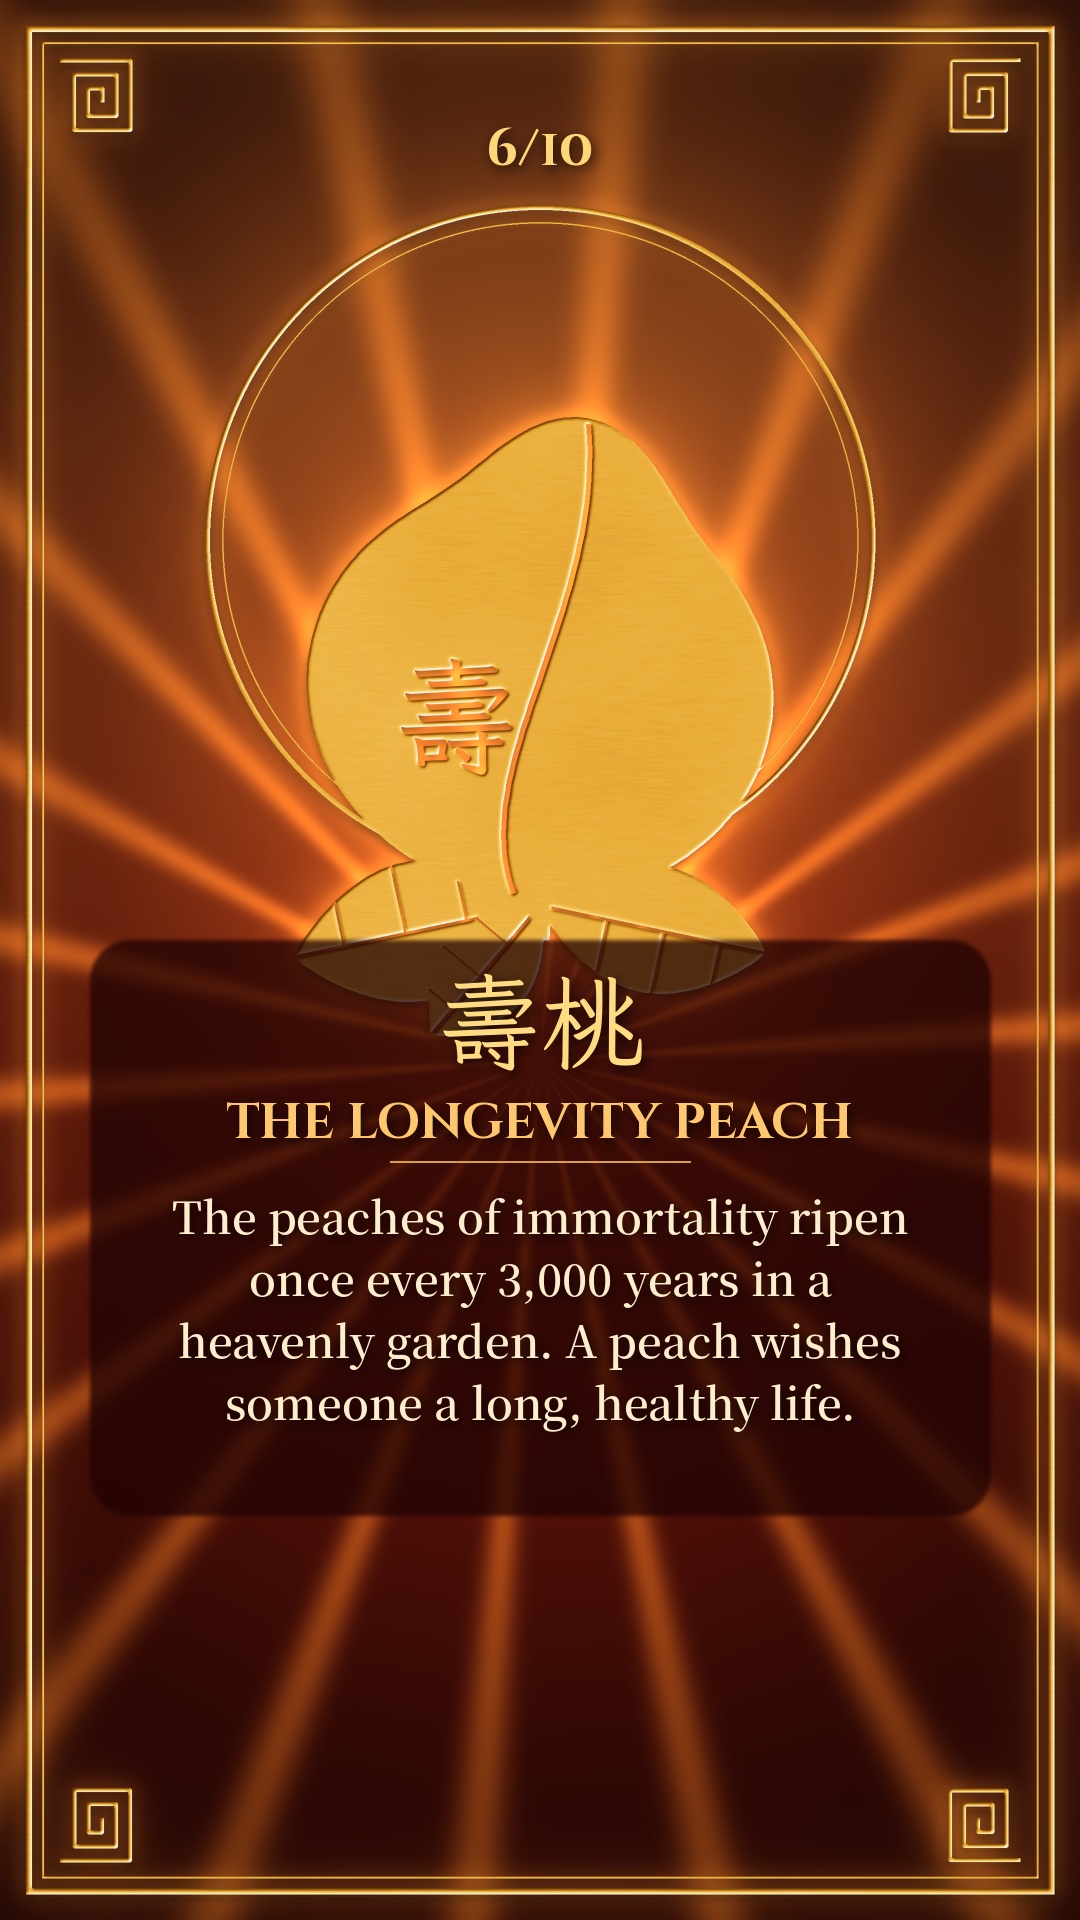 6/10
壽
壽桃
THE LONGEVITY PEACH
The peaches of immortality ripen
once every 3,000 years in a
heavenly garden. A peach wishes
someone a long, healthy life.